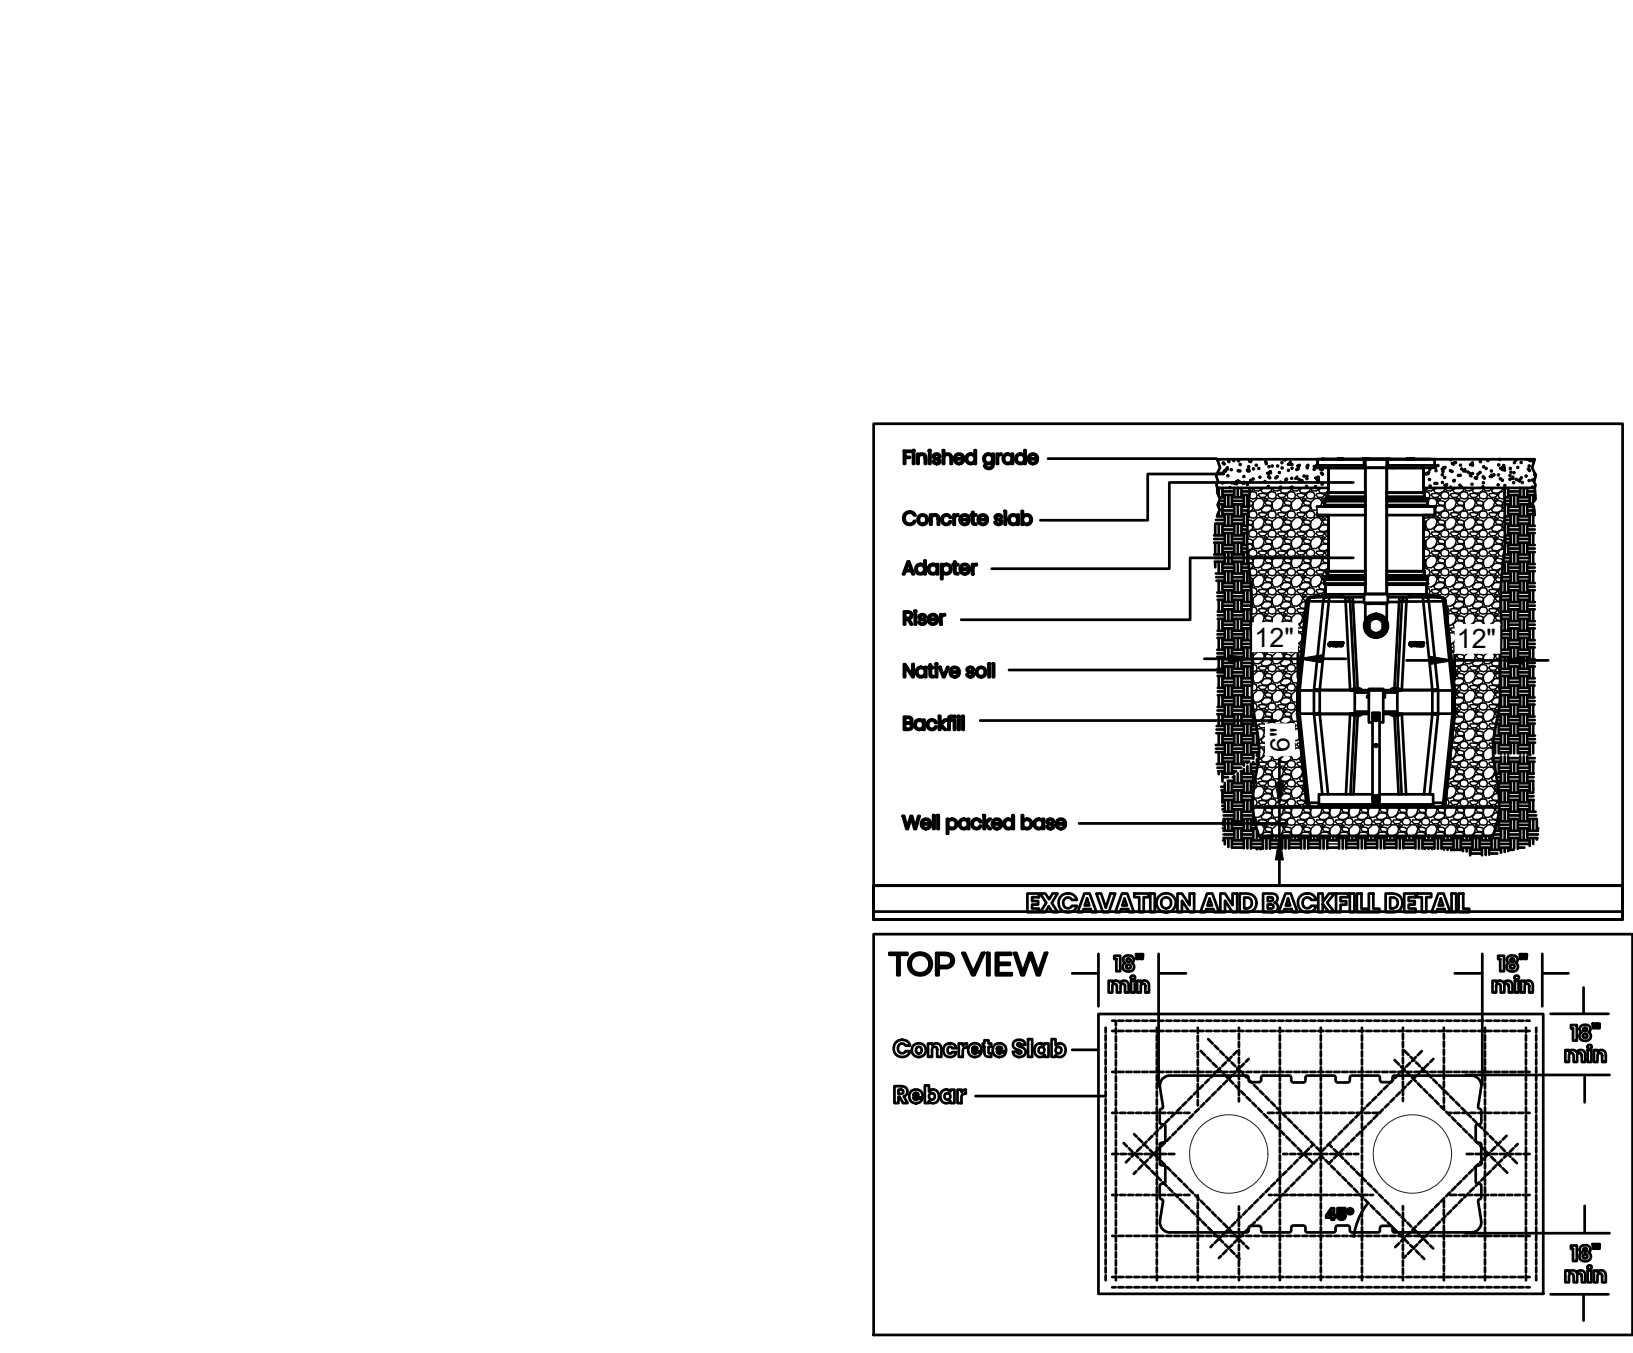 Finished grade
Concrete slab
Adapter
Riser
12" 12"
Native soil
Backfill
6"
Well packed base
EXCAVATION AND BACKFILL DETAIL
TOP VIEW
18" min
18" min
Concrete Slab
18" min
Rebar
45°
18" min